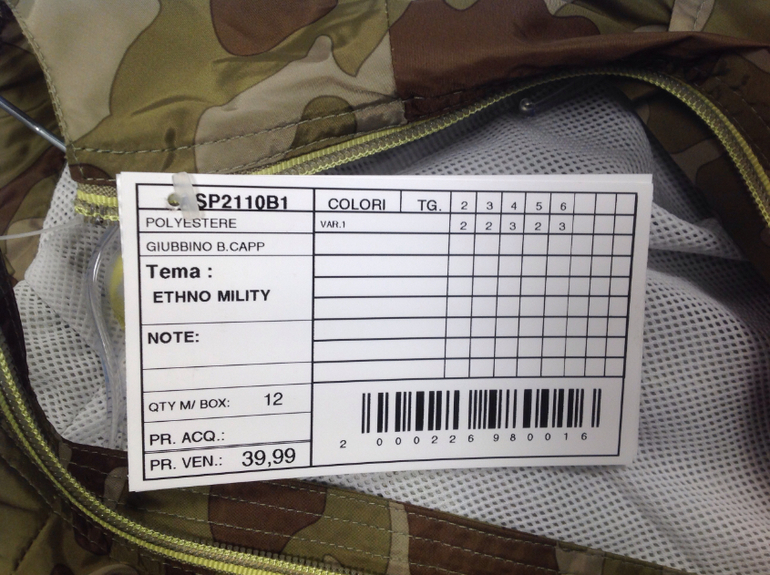 SP2110B1
POLYESTERE
GIUBBINO B.CAPP
Tema :
ETHNO MILITY
NOTE:
QTY M/ BOX: 12
PR. ACQ.:
PR. VEN.: 39,99
COLORI TG. 2 3 4 5 6
VAR.1 2 2 3 2 3
2 000226 980016